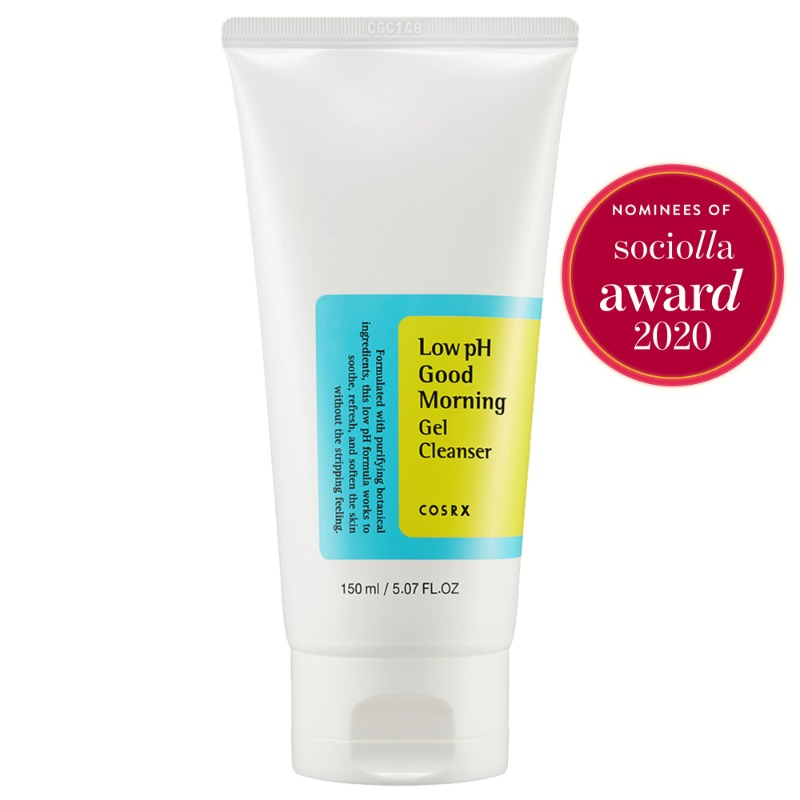 CGC148
Low pH
Good
Morning
Gel
Cleanser
COSRX
Formulated with purifying botanical
ingredients, this low pH formula works to
soothe, refresh, and soften the skin
without the stripping feeling.
150 ml / 5.07 FL.OZ
NOMINEES OF
sociolla
award
2020